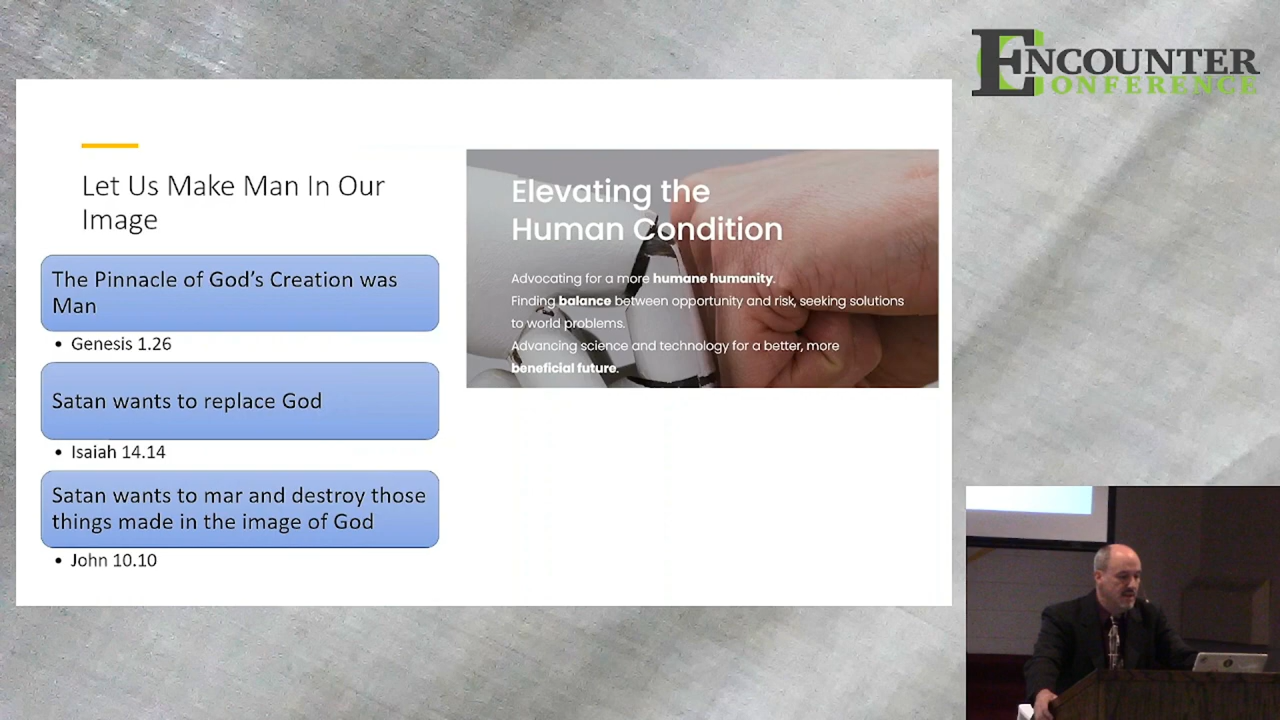 ENCOUNTER
CONFERENCE
Let Us Make Man In Our
Image
The Pinnacle of God’s Creation was
Man
• Genesis 1.26
Satan wants to replace God
• Isaiah 14.14
Satan wants to mar and destroy those
things made in the image of God
• John 10.10
Elevating the
Human Condition
Advocating for a more humane humanity.
Finding balance between opportunity and risk, seeking solutions
to world problems.
Advancing science and technology for a better, more
beneficial future.